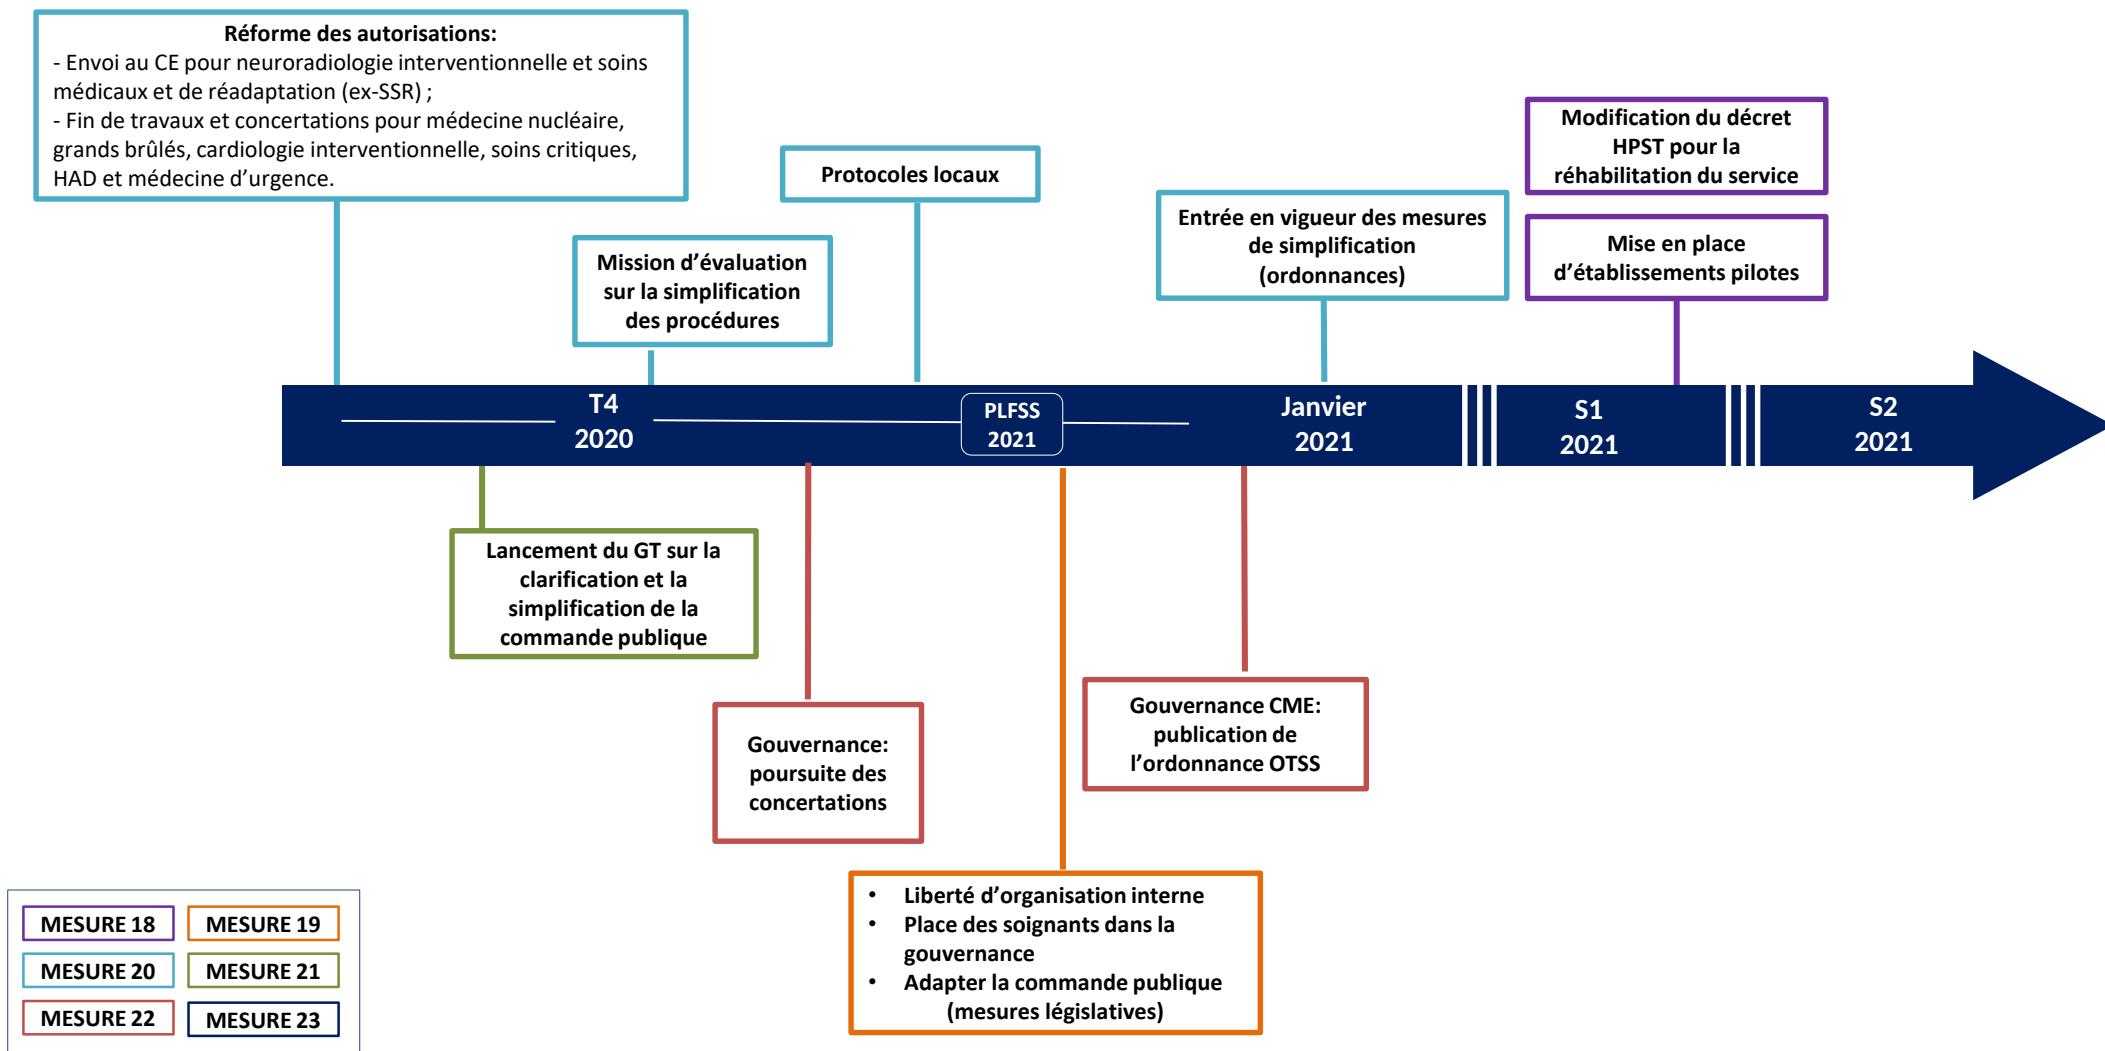 Réforme des autorisations:
- Envoi au CE pour neuroradiologie interventionnelle et soins
médicaux et de réadaptation (ex-SSR) ;
- Fin de travaux et concertations pour médecine nucléaire,
grands brûlés, cardiologie interventionnelle, soins critiques,
HAD et médecine d’urgence.
Mission d’évaluation
sur la simplification
des procédures
Protocoles locaux
Entrée en vigueur des mesures
de simplification
(ordonnances)
Modification du décret
HPST pour la
réhabilitation du service
Mise en place
d’établissements pilotes
T4
2020
PLFSS
2021
Janvier
2021
S1
2021
S2
2021
Lancement du GT sur la
clarification et la
simplification de la
commande publique
Gouvernance:
poursuite des
concertations
Gouvernance CME:
publication de
l’ordonnance OTSS
• Liberté d’organisation interne
• Place des soignants dans la
gouvernance
• Adapter la commande publique
(mesures législatives)
MESURE 18
MESURE 19
MESURE 20
MESURE 21
MESURE 22
MESURE 23